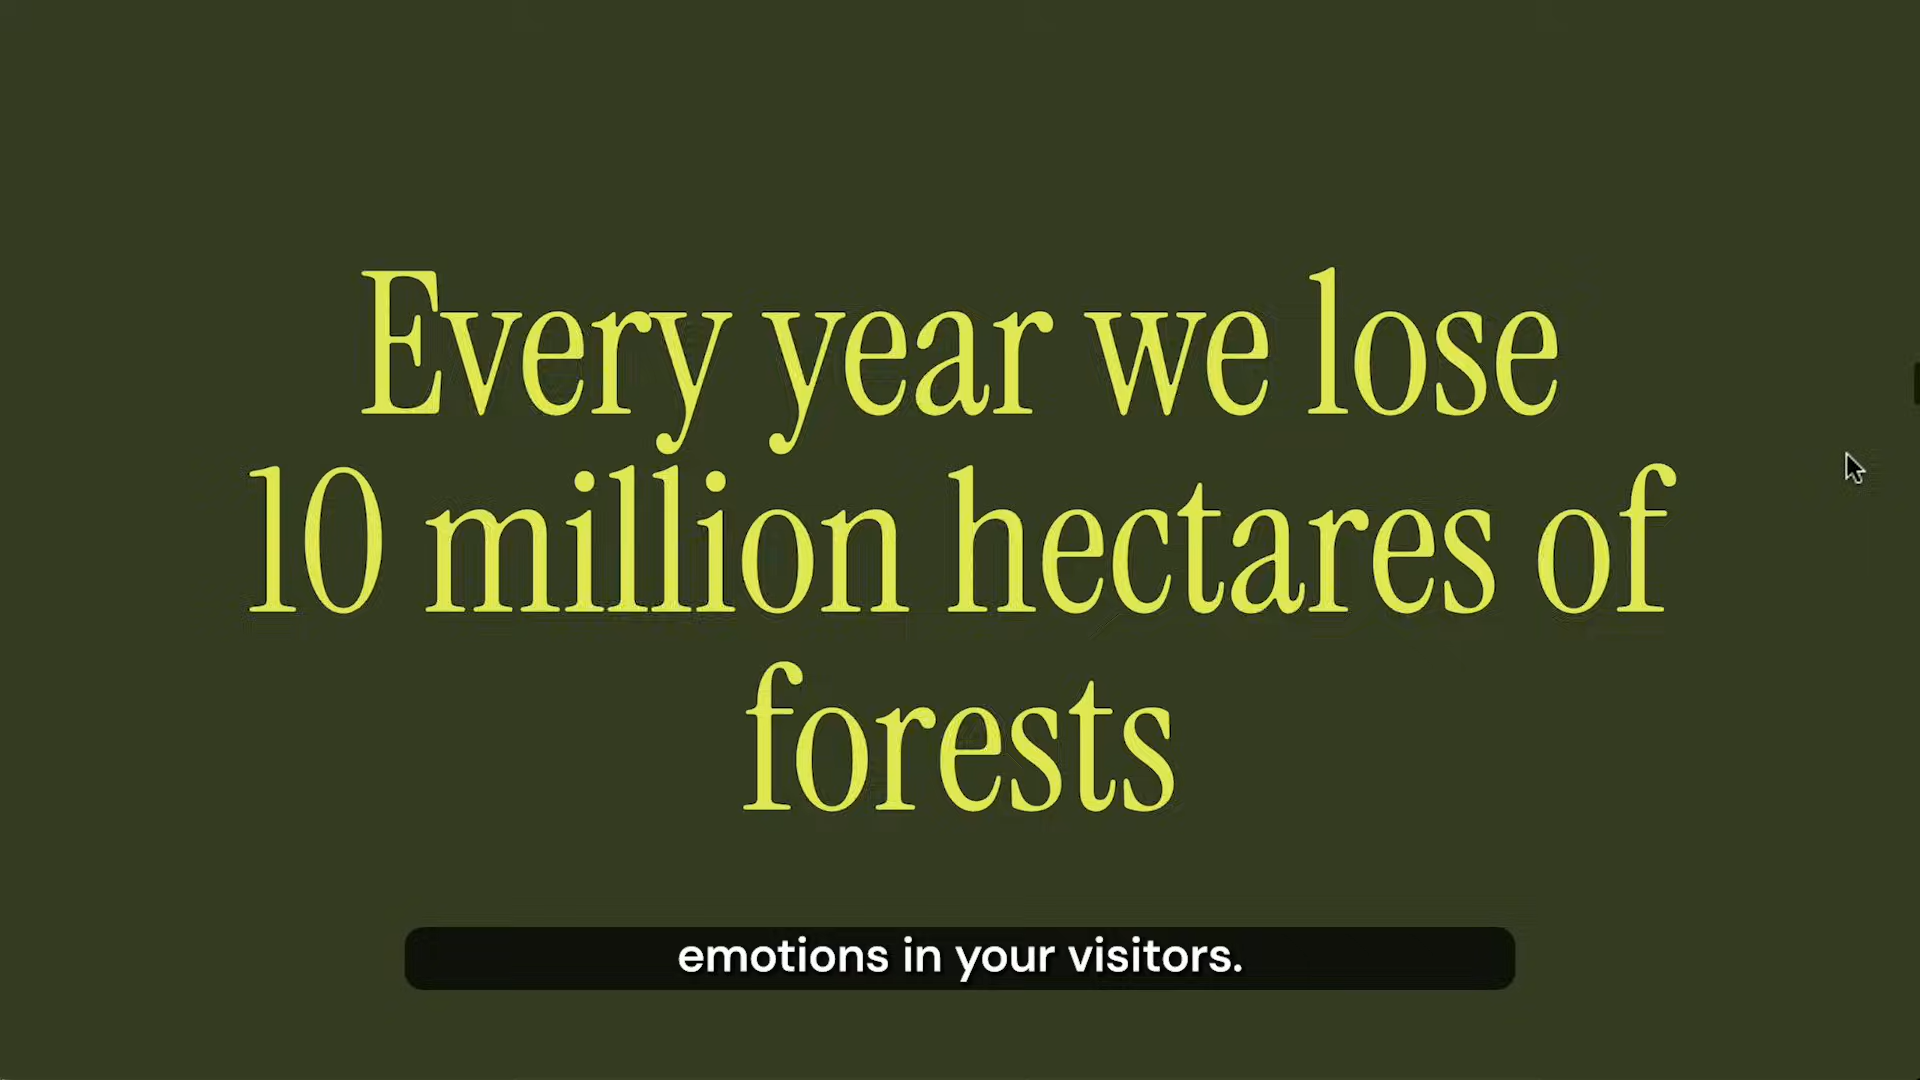 Every year we lose
10 million hectares of
forests
emotions in your visitors.